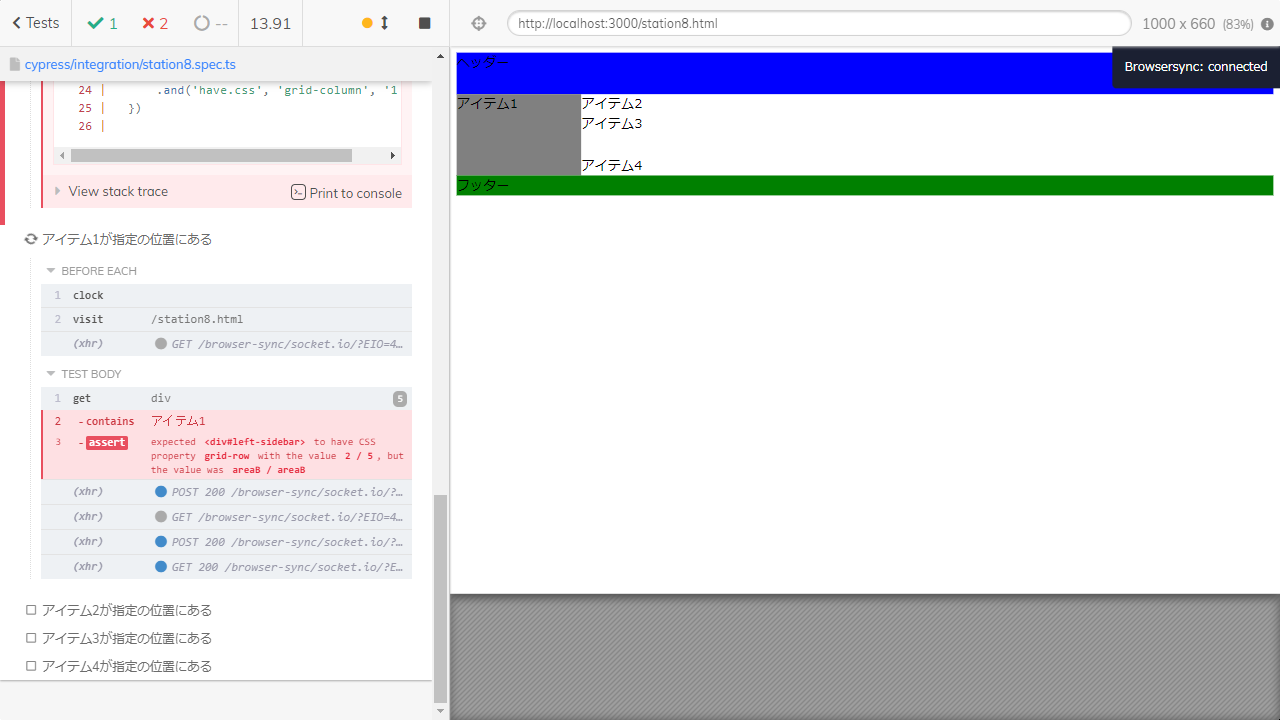 Tests
1
2
--
13.91
http://localhost:3000/station8.html
1000 x 660 (83%)
cypress/integration/station8.spec.ts
24 | .and('have.css', 'grid-column', '1
25 | })
26 |
View stack trace
Print to console
アイテム1が指定の位置にある
BEFORE EACH
1 clock
2 visit /station8.html
(xhr) GET /browser-sync/socket.io/?EIO=4…
TEST BODY
1 get div 5
2 -contains アイテム1
3 -assert expected <div#left-sidebar> to have CSS
property grid-row with the value 2 / 5, but
the value was areaB / areaB
(xhr) POST 200 /browser-sync/socket.io/?…
(xhr) GET /browser-sync/socket.io/?EIO=4…
(xhr) POST 200 /browser-sync/socket.io/?…
(xhr) GET 200 /browser-sync/socket.io/?E…
アイテム2が指定の位置にある
アイテム3が指定の位置にある
アイテム4が指定の位置にある
ヘッダー
Browsersync: connected
アイテム1
アイテム2
アイテム3
アイテム4
フッター